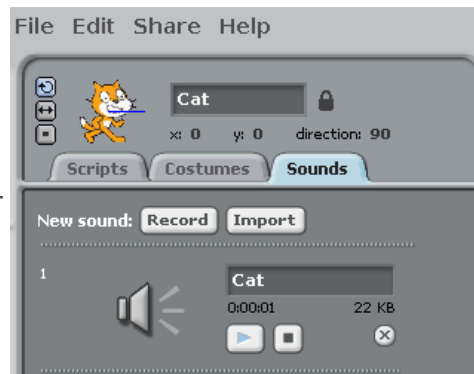 File Edit Share Help
Cat
x: 0 y: 0 direction: 90
Scripts Costumes Sounds
New sound: Record Import
1
Cat
0:00:01 22 KB